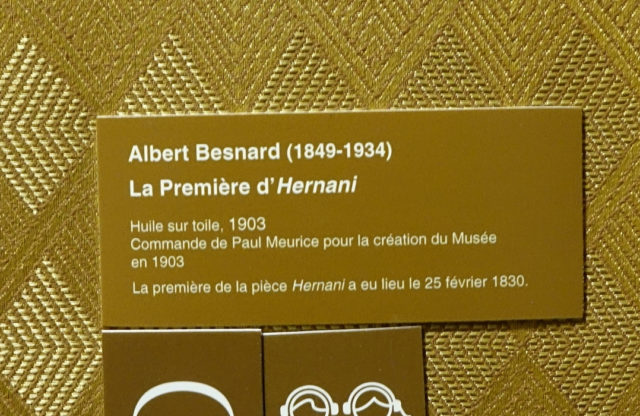 Albert Besnard (1849-1934)
La Première d'Hernani
Huile sur toile, 1903
Commande de Paul Meurice pour la création du Musée
en 1903
La première de la pièce Hernani a eu lieu le 25 février 1830.